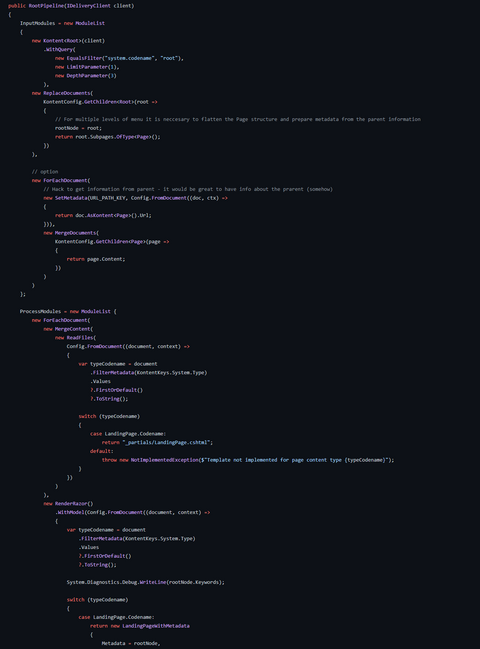 public RootPipeline(IDeliveryClient client)
{
InputModules = new ModuleList
{
new Kontent<Root>(client)
.WithQuery(
new EqualsFilter("system.codename", "root"),
new LimitParameter(1),
new DepthParameter(3)
),
new ReplaceDocuments(
KontentConfig.GetChildren<Root>(root =>
{
// For multiple levels of menu it is neccesary to flatten the Page structure and prepare metadata from the parent information
rootNode = root;
return root.Subpages.OfType<Page>();
})
),
// option
new ForEachDocument(
// Hack to get information from parent - it would be great to have info about the prarent (somehow)
new SetMetadata(URL_PATH_KEY, Config.FromDocument((doc, ctx) =>
{
return doc.AsKontent<Page>().Url;
})),
new MergeDocuments(
KontentConfig.GetChildren<Page>(page =>
{
return page.Content;
})
)
)
};
ProcessModules = new ModuleList {
new ForEachDocument(
new MergeContent(
new ReadFiles(
Config.FromDocument((document, context) =>
{
var typeCodename = document
.FilterMetadata(KontentKeys.System.Type)
.Values
?.FirstOrDefault()
?.ToString();
switch (typeCodename)
{
case LandingPage.Codename:
return "_partials/LandingPage.cshtml";
default:
throw new NotImplementedException($"Template not implemented for page content type {typeCodename}");
}
})
)
),
new RenderRazor()
.WithModel(Config.FromDocument((document, context) =>
{
var typeCodename = document
.FilterMetadata(KontentKeys.System.Type)
.Values
?.FirstOrDefault()
?.ToString();
System.Diagnostics.Debug.WriteLine(rootNode.Keywords);
switch (typeCodename)
{
case LandingPage.Codename:
return new LandingPageWithMetadata
{
Metadata = rootNode,